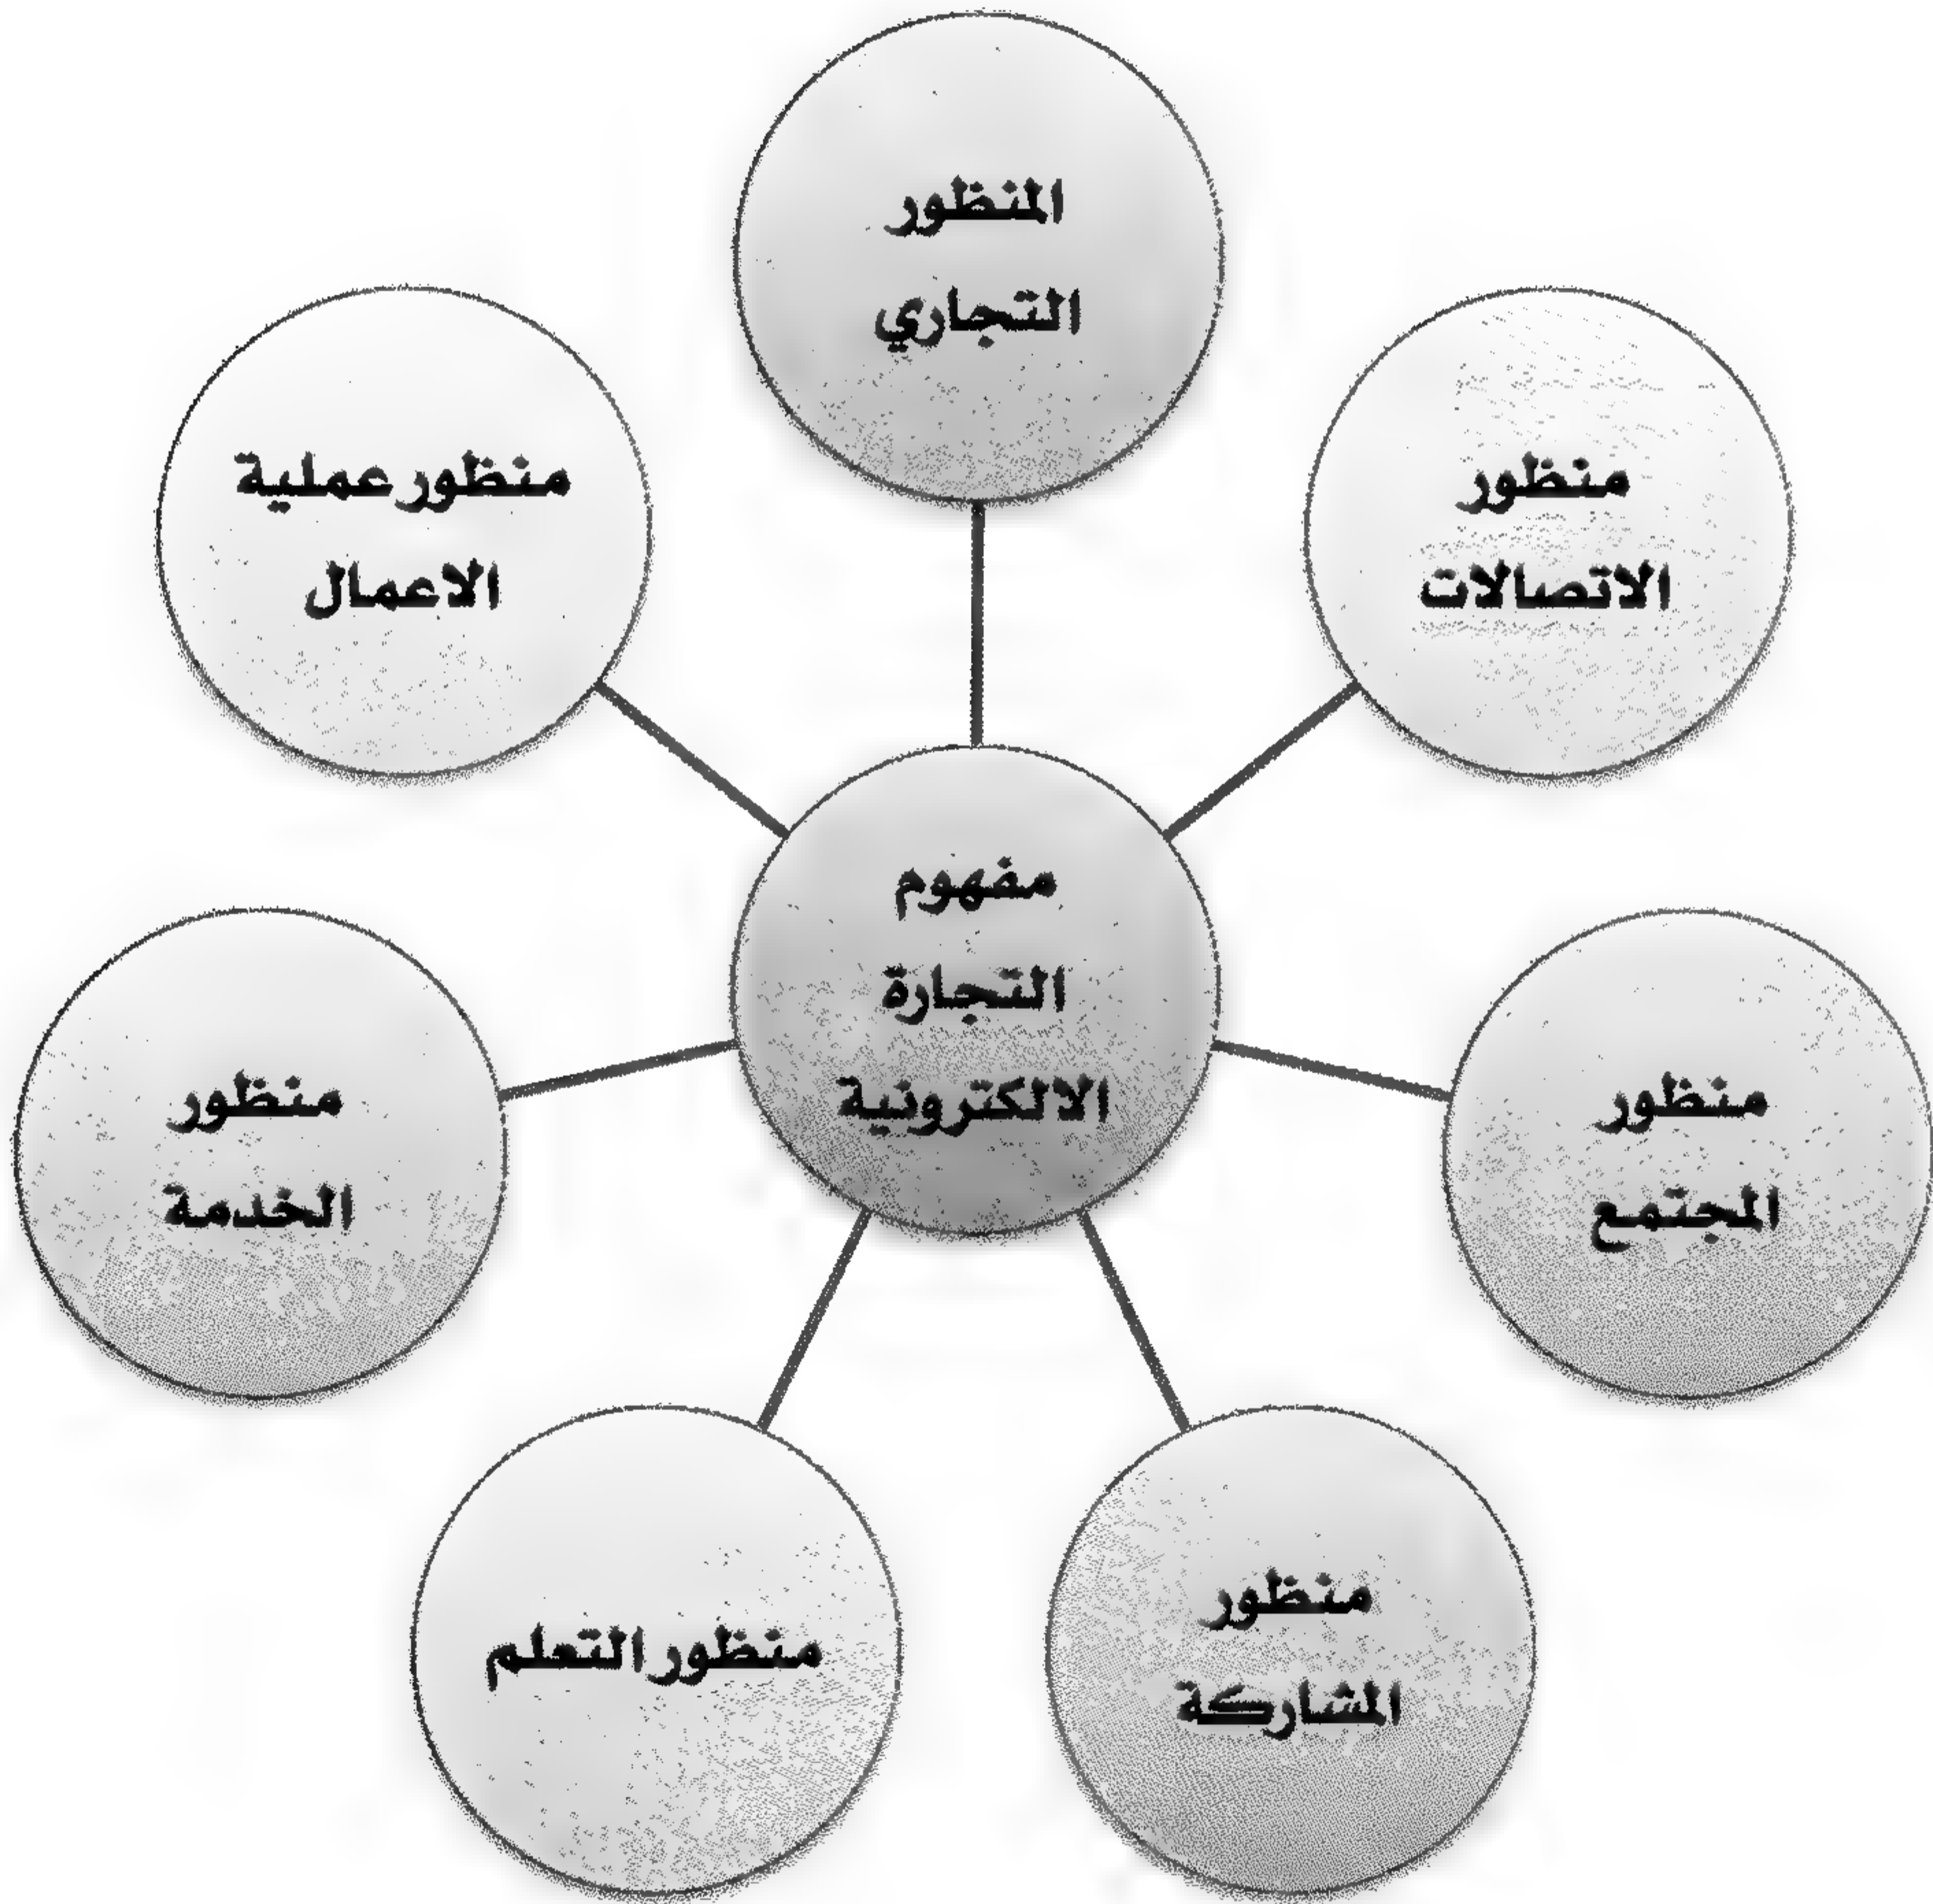 المنظور
التجاري
منظور
الاتصالات
منظور
المجتمع
منظور
المشاركة
منظور التعلم
منظور
الخدمة
منظور عملية
الاعمال
مفهوم
التجارة
الالكترونية